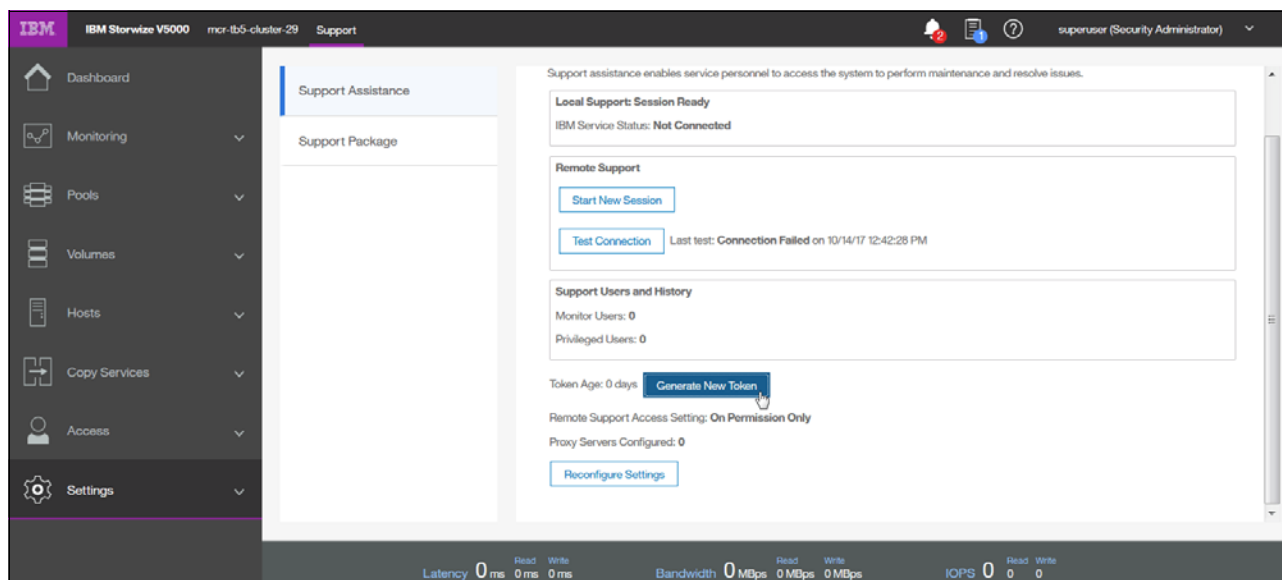 IBM IBM Storwize V5000 mcr-tb5-cluster-29 Support 2 1 ? superuser (Security Administrator)
Dashboard
Monitoring
Pools
Volumes
Hosts
Copy Services
Access
Settings
Support Assistance
Support Package
Support assistance enables service personnel to access the system to perform maintenance and resolve issues.
Local Support: Session Ready
IBM Service Status: Not Connected
Remote Support
Start New Session
Test Connection Last test: Connection Failed on 10/14/17 12:42:28 PM
Support Users and History
Monitor Users: 0
Privileged Users: 0
Token Age: 0 days Generate New Token
Remote Support Access Setting: On Permission Only
Proxy Servers Configured: 0
Reconfigure Settings
Read Write Read Write Read Write
Latency 0 ms 0 ms 0 ms Bandwidth 0 MBps 0 MBps 0 MBps IOPS 0 0 0